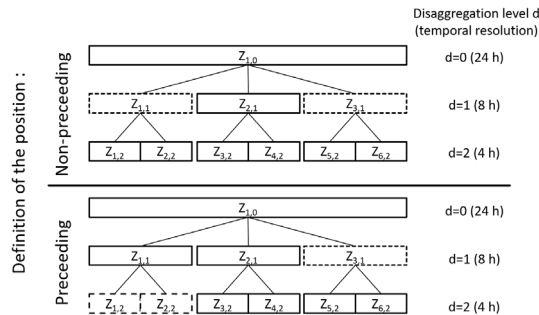 Disaggregation level d
(temporal resolution)
Definition of the position :
Non-preceeding
Z1,0
d=0 (24 h)
Z1,1 Z2,1 Z3,1
d=1 (8 h)
Z1,2 Z2,2 Z3,2 Z4,2 Z5,2 Z6,2
d=2 (4 h)
Preceeding
Z1,0
d=0 (24 h)
Z1,1 Z2,1 Z3,1
d=1 (8 h)
Z1,2 Z2,2 Z3,2 Z4,2 Z5,2 Z6,2
d=2 (4 h)